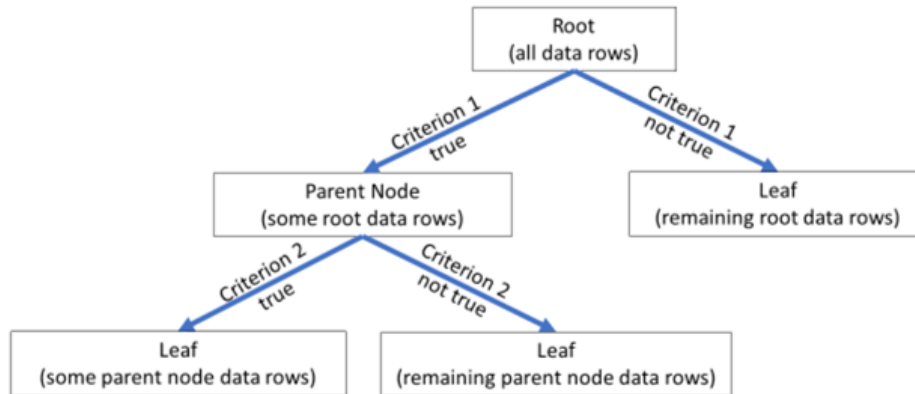 Root
(all data rows)
Criterion 1
true
Criterion 1
not true
Parent Node
(some root data rows)
Leaf
(remaining root data rows)
Criterion 2
true
Criterion 2
not true
Leaf
(some parent node data rows)
Leaf
(remaining parent node data rows)